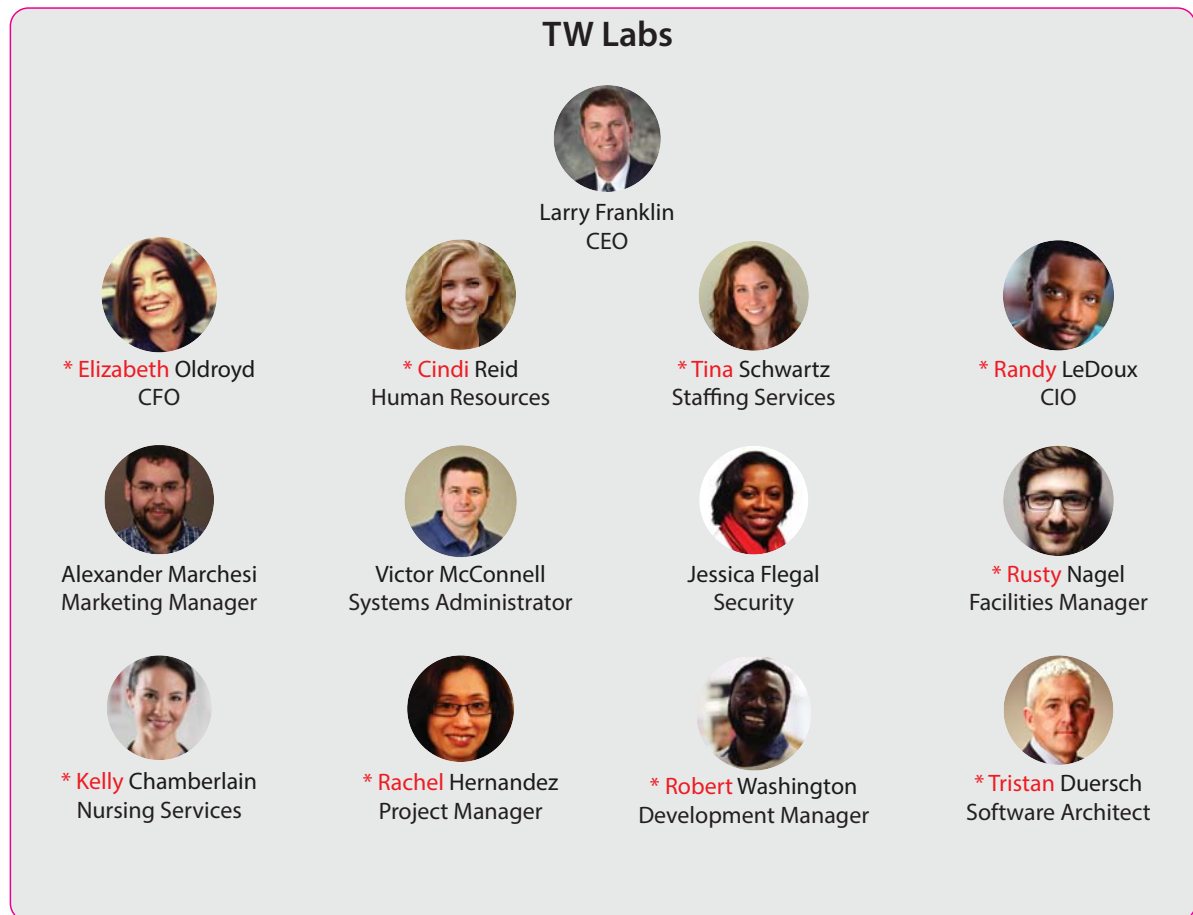 TW Labs
Larry Franklin
CEO
* Elizabeth Oldroyd
CFO
* Cindi Reid
Human Resources
* Tina Schwartz
Staffing Services
* Randy LeDoux
CIO
Alexander Marchesi
Marketing Manager
Victor McConnell
Systems Administrator
Jessica Flegal
Security
* Rusty Nagel
Facilities Manager
* Kelly Chamberlain
Nursing Services
* Rachel Hernandez
Project Manager
* Robert Washington
Development Manager
* Tristan Duersch
Software Architect